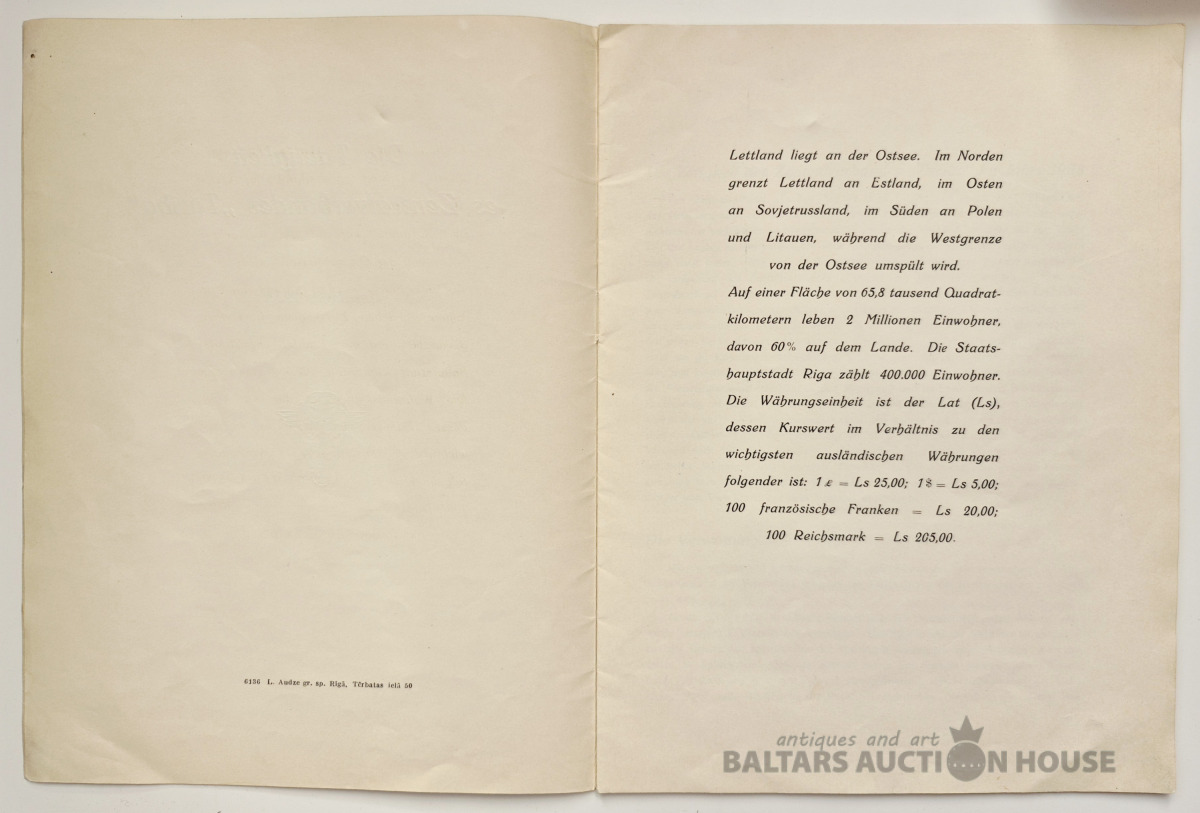 6156 L. Audze gr. sp. Rīgā, Tērbatas ielā 50
Lettland liegt an der Ostsee. Im Norden
grenzt Lettland an Estland, im Osten
an Sovjetrussland, im Süden an Polen
und Litauen, während die Westgrenze
von der Ostsee umspült wird.
Auf einer Fläche von 65,8 tausend Quadrat-
kilometern leben 2 Millionen Einwohner,
davon 60% auf dem Lande. Die Staats-
hauptstadt Riga zählt 400.000 Einwohner.
Die Währungseinheit ist der Lat (Ls),
dessen Kurswert im Verhältnis zu den
wichtigsten ausländischen Währungen
folgender ist: 1 £ = Ls 25,00; 1 $ = Ls 5,00;
100 französische Franken = Ls 20,00;
100 Reichsmark = Ls 205,00.
antiques and art
BALTARS AUCTION HOUSE